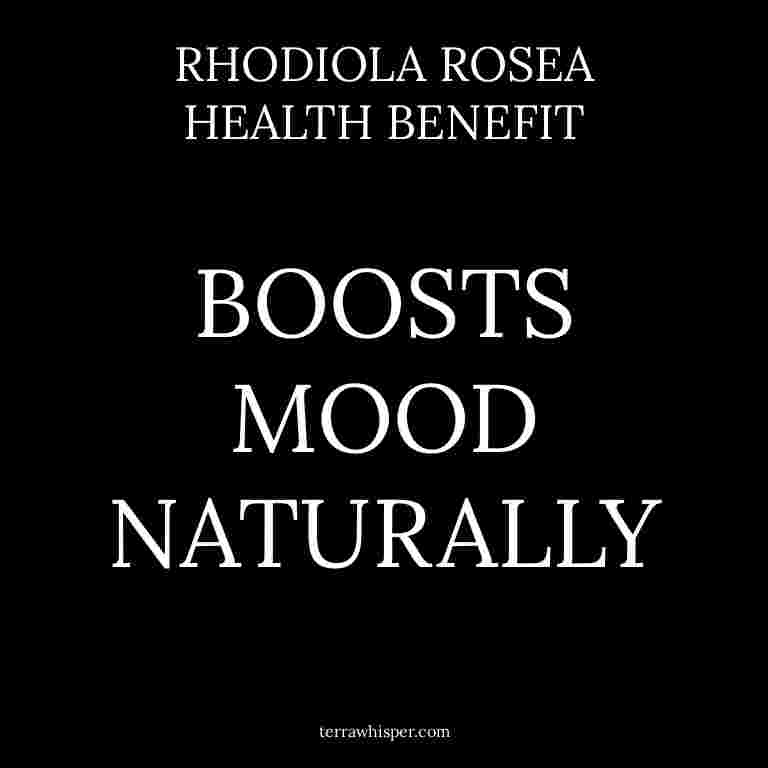 RHODIOLA ROSEA
HEALTH BENEFIT
BOOSTS
MOOD
NATURALLY
terrawhisper.com